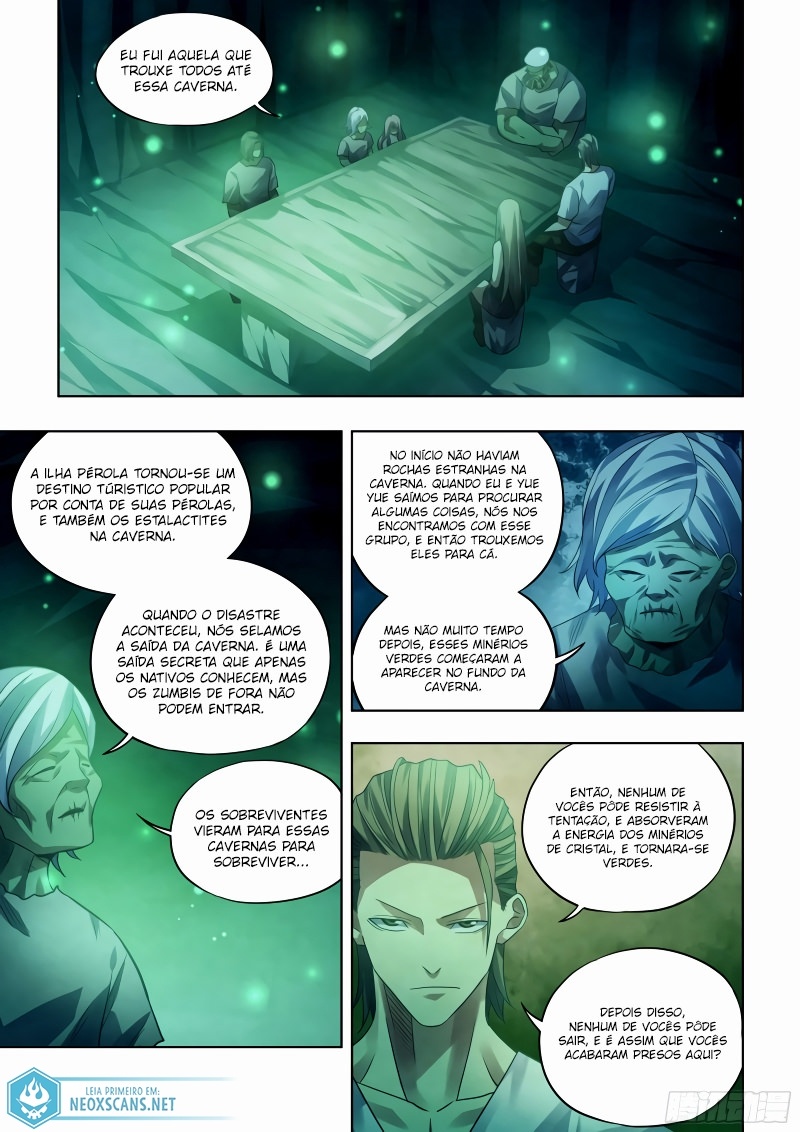 EU FUI AQUELA QUE
TROUXE TODOS ATÉ
ESSA CAVERNA.
A ILHA PÉROLA TORNOU-SE UM
DESTINO TÚRISTICO POPULAR
POR CONTA DE SUAS PÉROLAS,
E TAMBÉM OS ESTALACTITES
NA CAVERNA.
QUANDO O DISASTRE
ACONTECEU, NÓS SELAMOS
A SAÍDA DA CAVERNA. É UMA
SAÍDA SECRETA QUE APENAS
OS NATIVOS CONHECEM, MAS
OS ZUMBIS DE FORA NÃO
PODEM ENTRAR.
OS SOBREVIVENTES
VIERAM PARA ESSAS
CAVERNAS PARA
SOBREVIVER...
NO INÍCIO NÃO HAVIAM
ROCHAS ESTRANHAS NA
CAVERNA. QUANDO EU E YUE
YUE SAÍMOS PARA PROCURAR
ALGUMAS COISAS, NÓS NOS
ENCONTRAMOS COM ESSE
GRUPO, E ENTÃO TROUXEMOS
ELES PARA CÁ.
MAS NÃO MUITO TEMPO
DEPOIS, ESSES MINÉRIOS
VERDES COMEÇARAM A
APARECER NO FUNDO DA
CAVERNA.
ENTÃO, NENHUM DE
VOCÊS PÔDE RESISTIR À
TENTAÇÃO, E ABSORVERAM
A ENERGIA DOS MINÉRIOS
DE CRISTAL, E TORNARA-SE
VERDES.
DEPOIS DISSO,
NENHUM DE VOCÊS PÔDE
SAIR, E É ASSIM QUE VOCÊS
ACABARAM PRESOS AQUI?
LEIA PRIMEIRO EM:
NEOXSCANS.NET